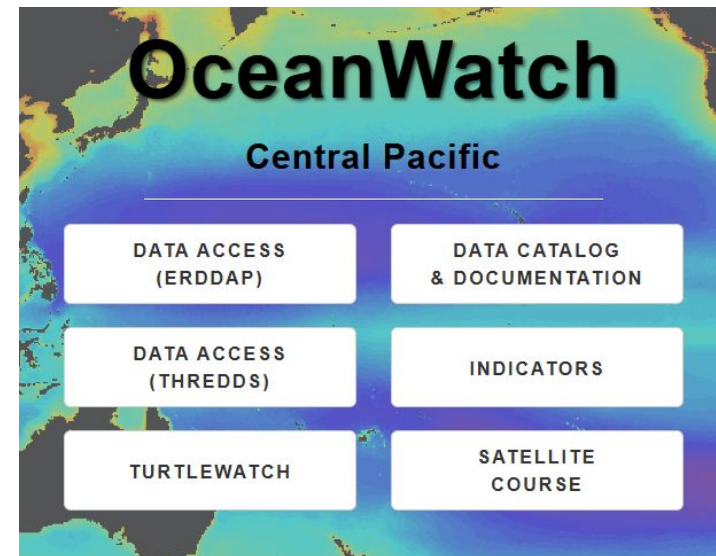 OceanWatch
Central Pacific
DATA ACCESS
(ERDDAP)
DATA CATALOG
& DOCUMENTATION
DATA ACCESS
(THREDDS)
INDICATORS
TURTLEWATCH
SATELLITE
COURSE